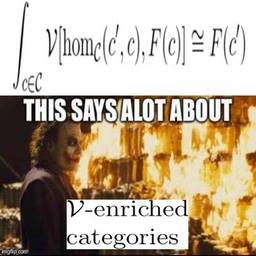 ∫_{c∈C} 𝒱[hom_C(c′,c),F(c)] ≅ F(c′)
THIS SAYS ALOT ABOUT
𝒱-enriched
categories
imgflip.com